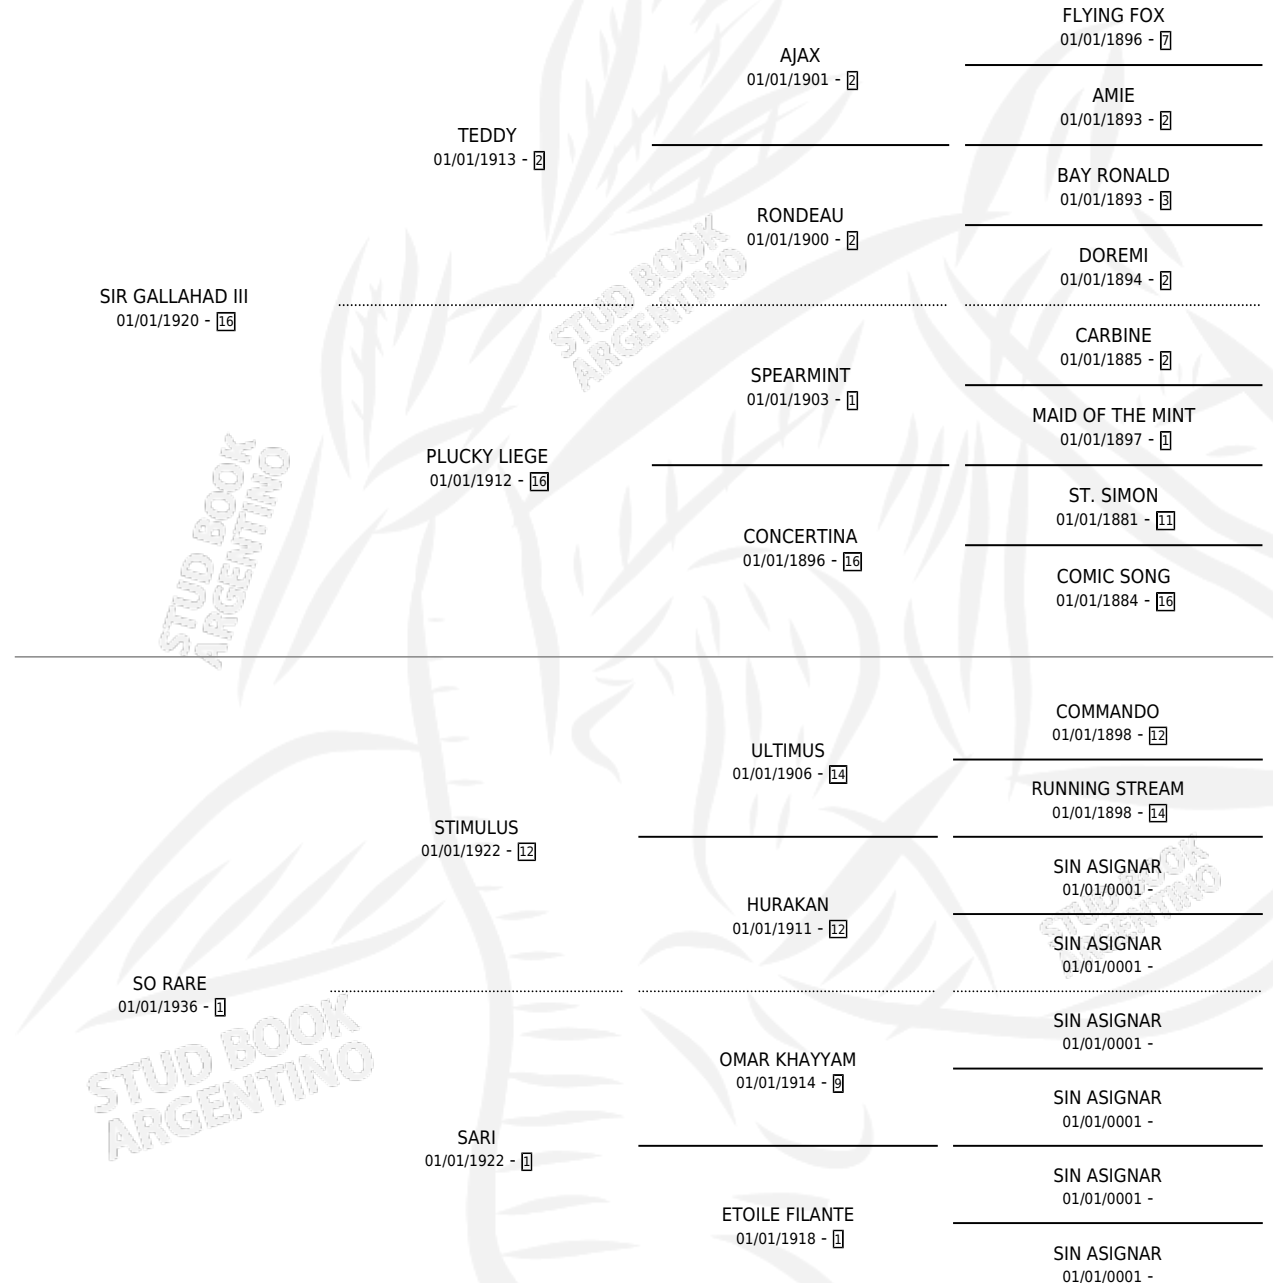 FLYING FOX
01/01/1896 - 7
AJAX
01/01/1901 - 2
AMIE
01/01/1893 - 2
TEDDY
01/01/1913 - 2
BAY RONALD
01/01/1893 - 3
RONDEAU
01/01/1900 - 2
DOREMI
01/01/1894 - 2
SIR GALLAHAD III
01/01/1920 - 16
CARBINE
01/01/1885 - 2
SPEARMINT
01/01/1903 - 1
MAID OF THE MINT
01/01/1897 - 1
PLUCKY LIEGE
01/01/1912 - 16
ST. SIMON
01/01/1881 - 11
CONCERTINA
01/01/1896 - 16
COMIC SONG
01/01/1884 - 16
COMMANDO
01/01/1898 - 12
ULTIMUS
01/01/1906 - 14
RUNNING STREAM
01/01/1898 - 14
STIMULUS
01/01/1922 - 12
SIN ASIGNAR
01/01/0001 -
HURAKAN
01/01/1911 - 12
SIN ASIGNAR
01/01/0001 -
SO RARE
01/01/1936 - 1
SIN ASIGNAR
01/01/0001 -
OMAR KHAYYAM
01/01/1914 - 9
SIN ASIGNAR
01/01/0001 -
SARI
01/01/1922 - 1
SIN ASIGNAR
01/01/0001 -
ETOILE FILANTE
01/01/1918 - 1
SIN ASIGNAR
01/01/0001 -
STUD BOOK
ARGENTINO
STUD BOOK
ARGENTINO
STUD BOOK
ARGENTINO
STUD BOOK
ARGENTINO